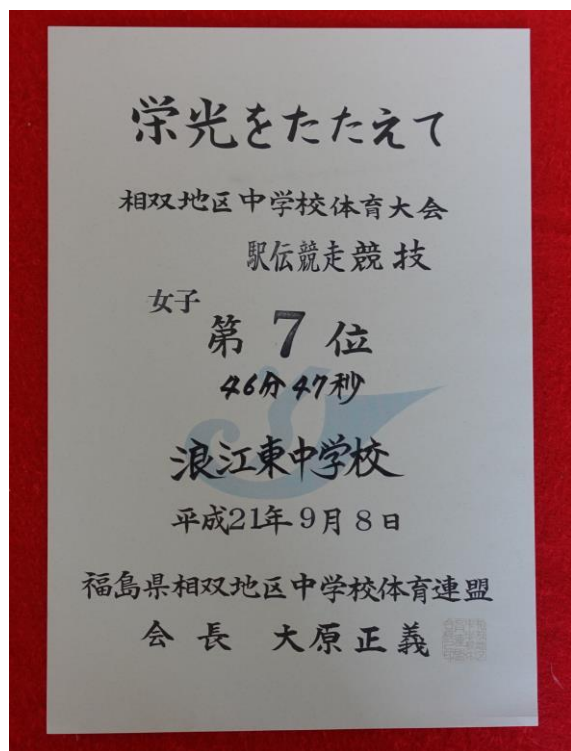 栄光をたたえて
相双地区中学校体育大会
駅伝競走競技
女子
第7位
46分47秒
浪江東中学校
平成21年9月8日
福島県相双地区中学校体育連盟
会長 大原正義